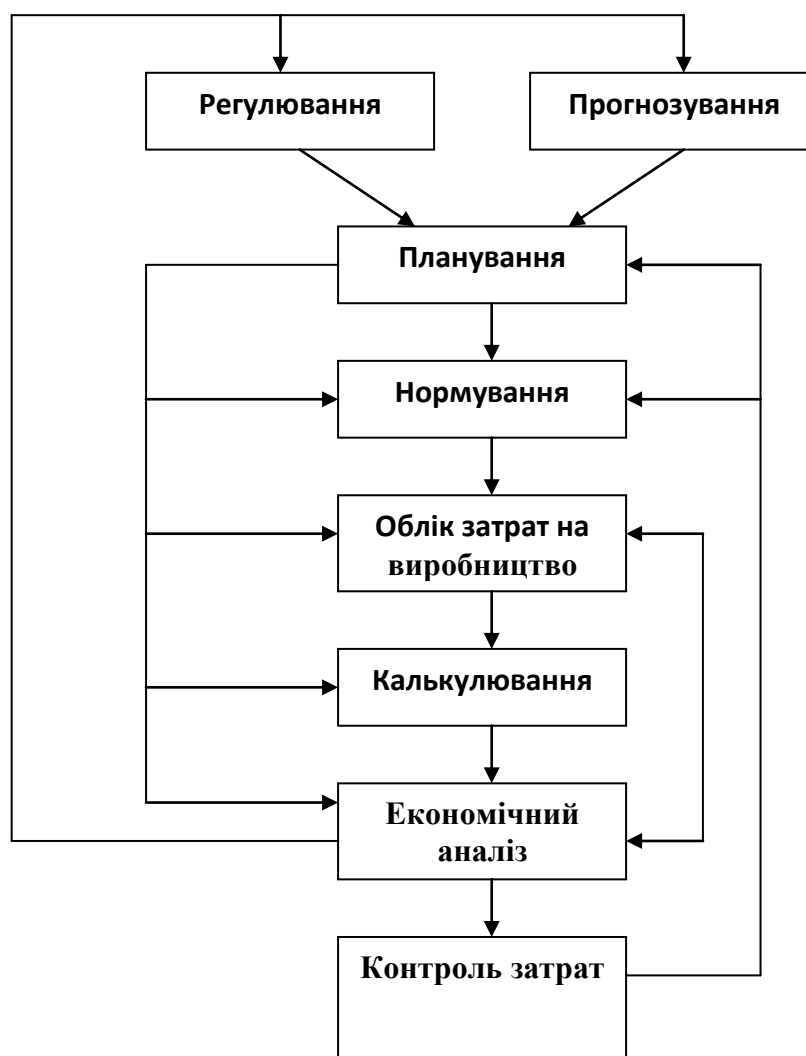 Регулювання
Прогнозування
Планування
Нормування
Облік затрат на
виробництво
Калькулювання
Економічний
аналіз
Контроль затрат